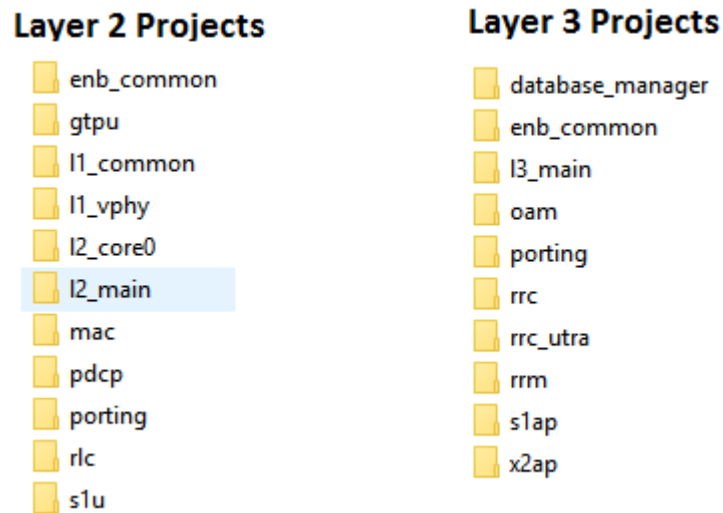 Layer 2 Projects
enb_common
gtpu
l1_common
l1_vphy
l2_core0
l2_main
mac
pdcp
porting
rlc
s1u
Layer 3 Projects
database_manager
enb_common
l3_main
oam
porting
rrc
rrc_utra
rrm
s1ap
x2ap